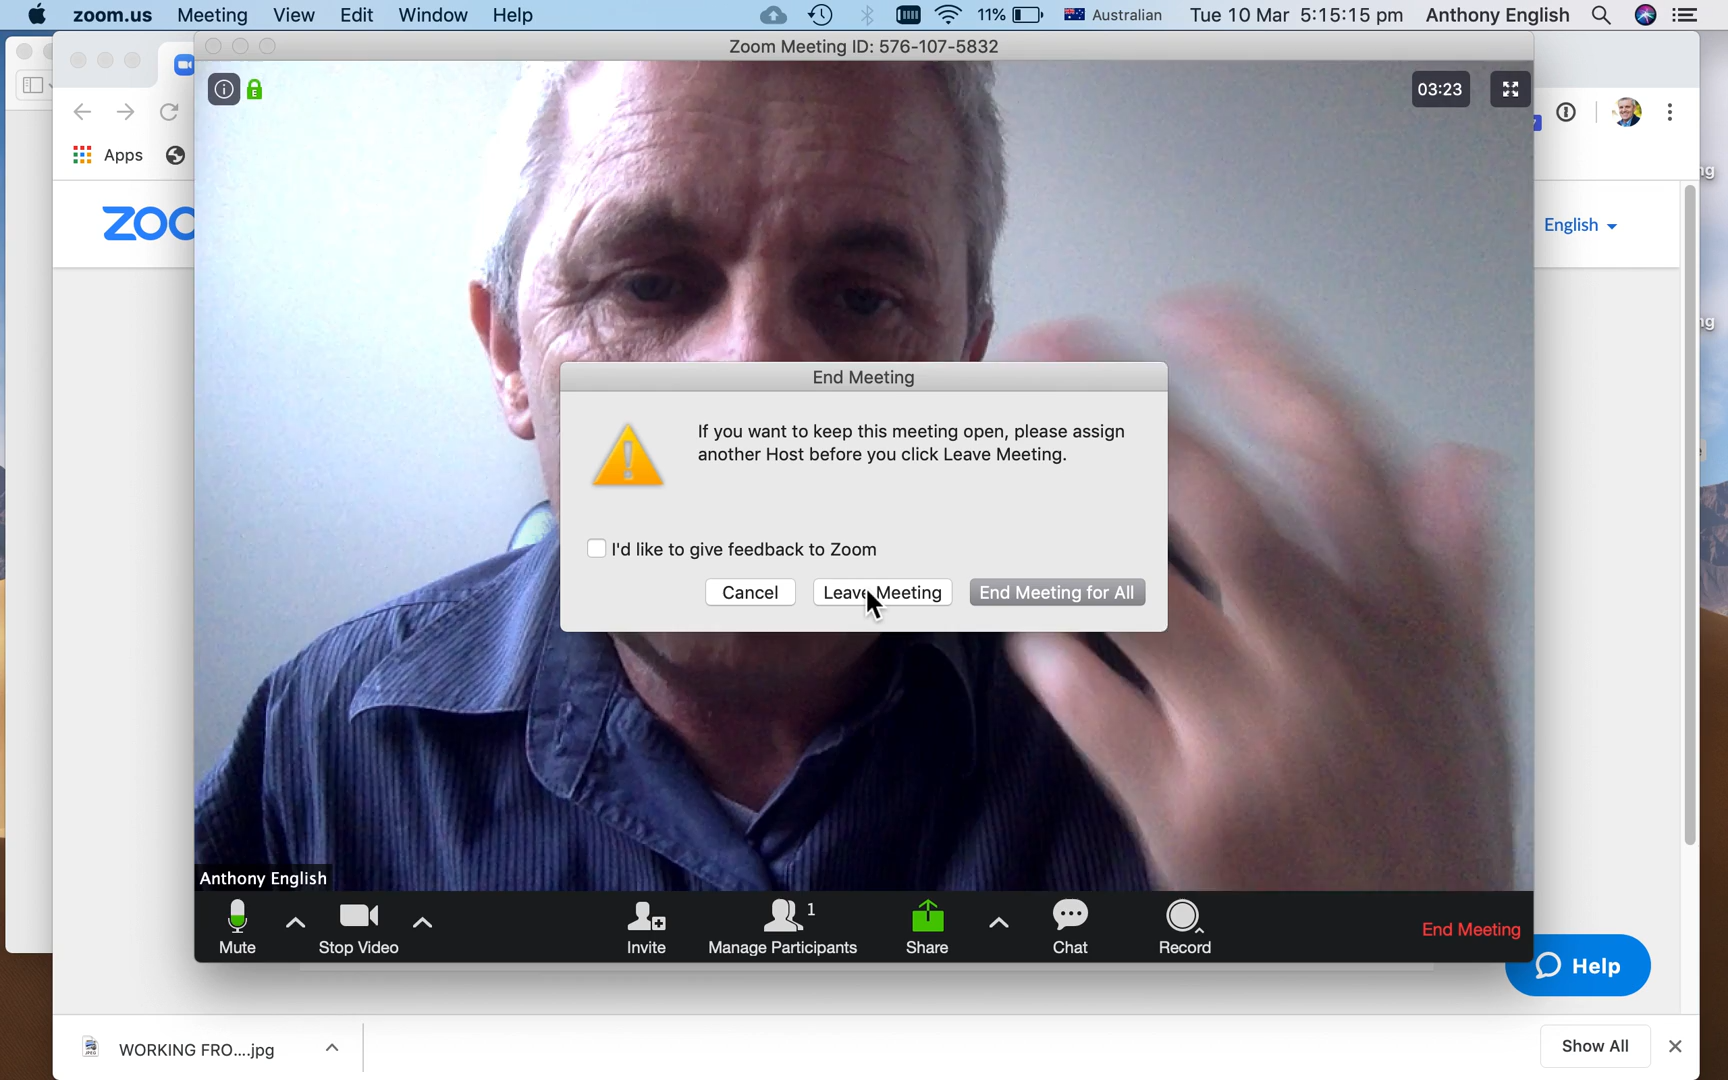 zoom.us Meeting View Edit Window Help 11% Australian Tue 10 Mar 5:15:15 pm Anthony English
Zoom Meeting ID: 576-107-5832
03:23
Apps
ZOO
English
End Meeting
If you want to keep this meeting open, please assign
another Host before you click Leave Meeting.
I'd like to give feedback to Zoom
Cancel Leave Meeting End Meeting for All
Anthony English
1
Mute Stop Video Invite Manage Participants Share Chat Record End Meeting
Help
WORKING FRO....jpg
Show All